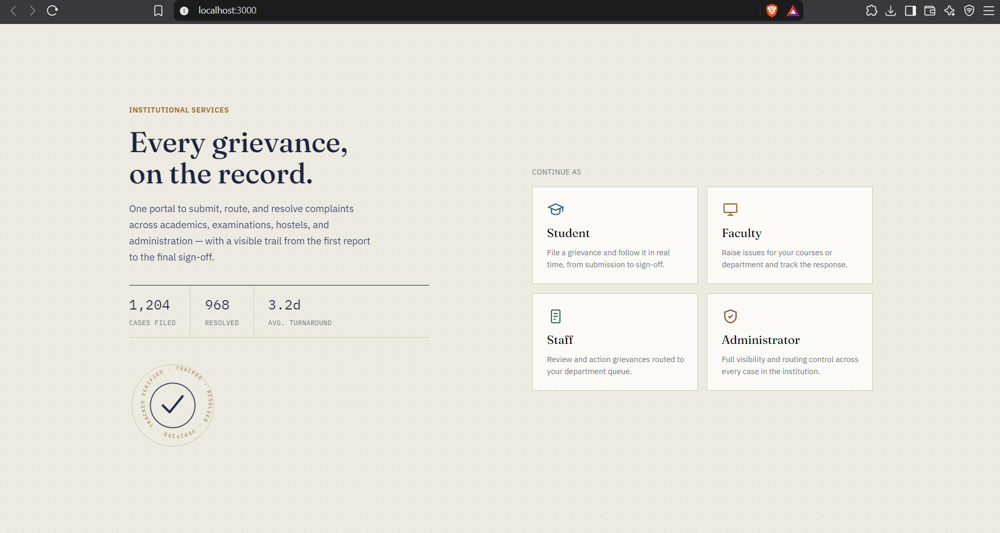 localhost:3000
INSTITUTIONAL SERVICES
Every grievance,
on the record.
One portal to submit, route, and resolve complaints
across academics, examinations, hostels, and
administration — with a visible trail from the first report
to the final sign-off.
1,204
CASES FILED
968
RESOLVED
3.2d
AVG. TURNAROUND
TRACKED · RESOLVED · VERIFIED · TRACKED VERIFIED ·
CONTINUE AS
Student
File a grievance and follow it in real
time, from submission to sign-off.
Faculty
Raise issues for your courses or
department and track the response.
Staff
Review and action grievances routed to
your department queue.
Administrator
Full visibility and routing control across
every case in the institution.